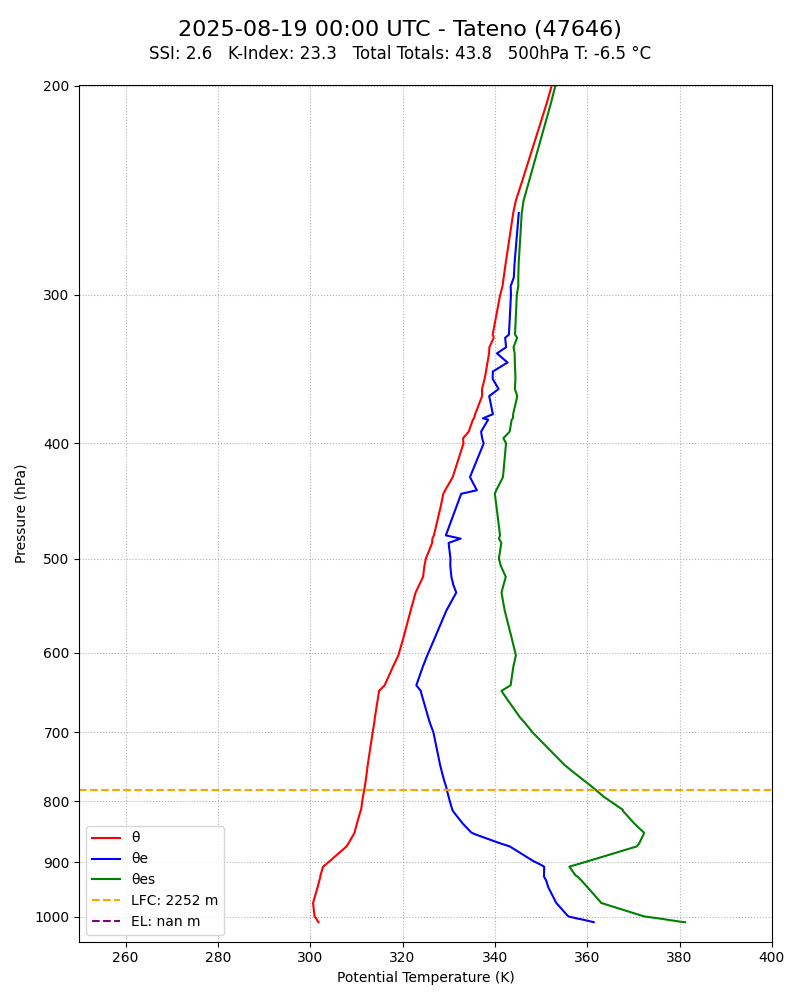 2025-08-19 00:00 UTC - Tateno (47646)
SSI: 2.6 K-Index: 23.3 Total Totals: 43.8 500hPa T: -6.5 °C
200
300
400
500
600
700
800
900
1000
Pressure (hPa)
θ
θe
θes
LFC: 2252 m
EL: nan m
260 280 300 320 340 360 380 400
Potential Temperature (K)